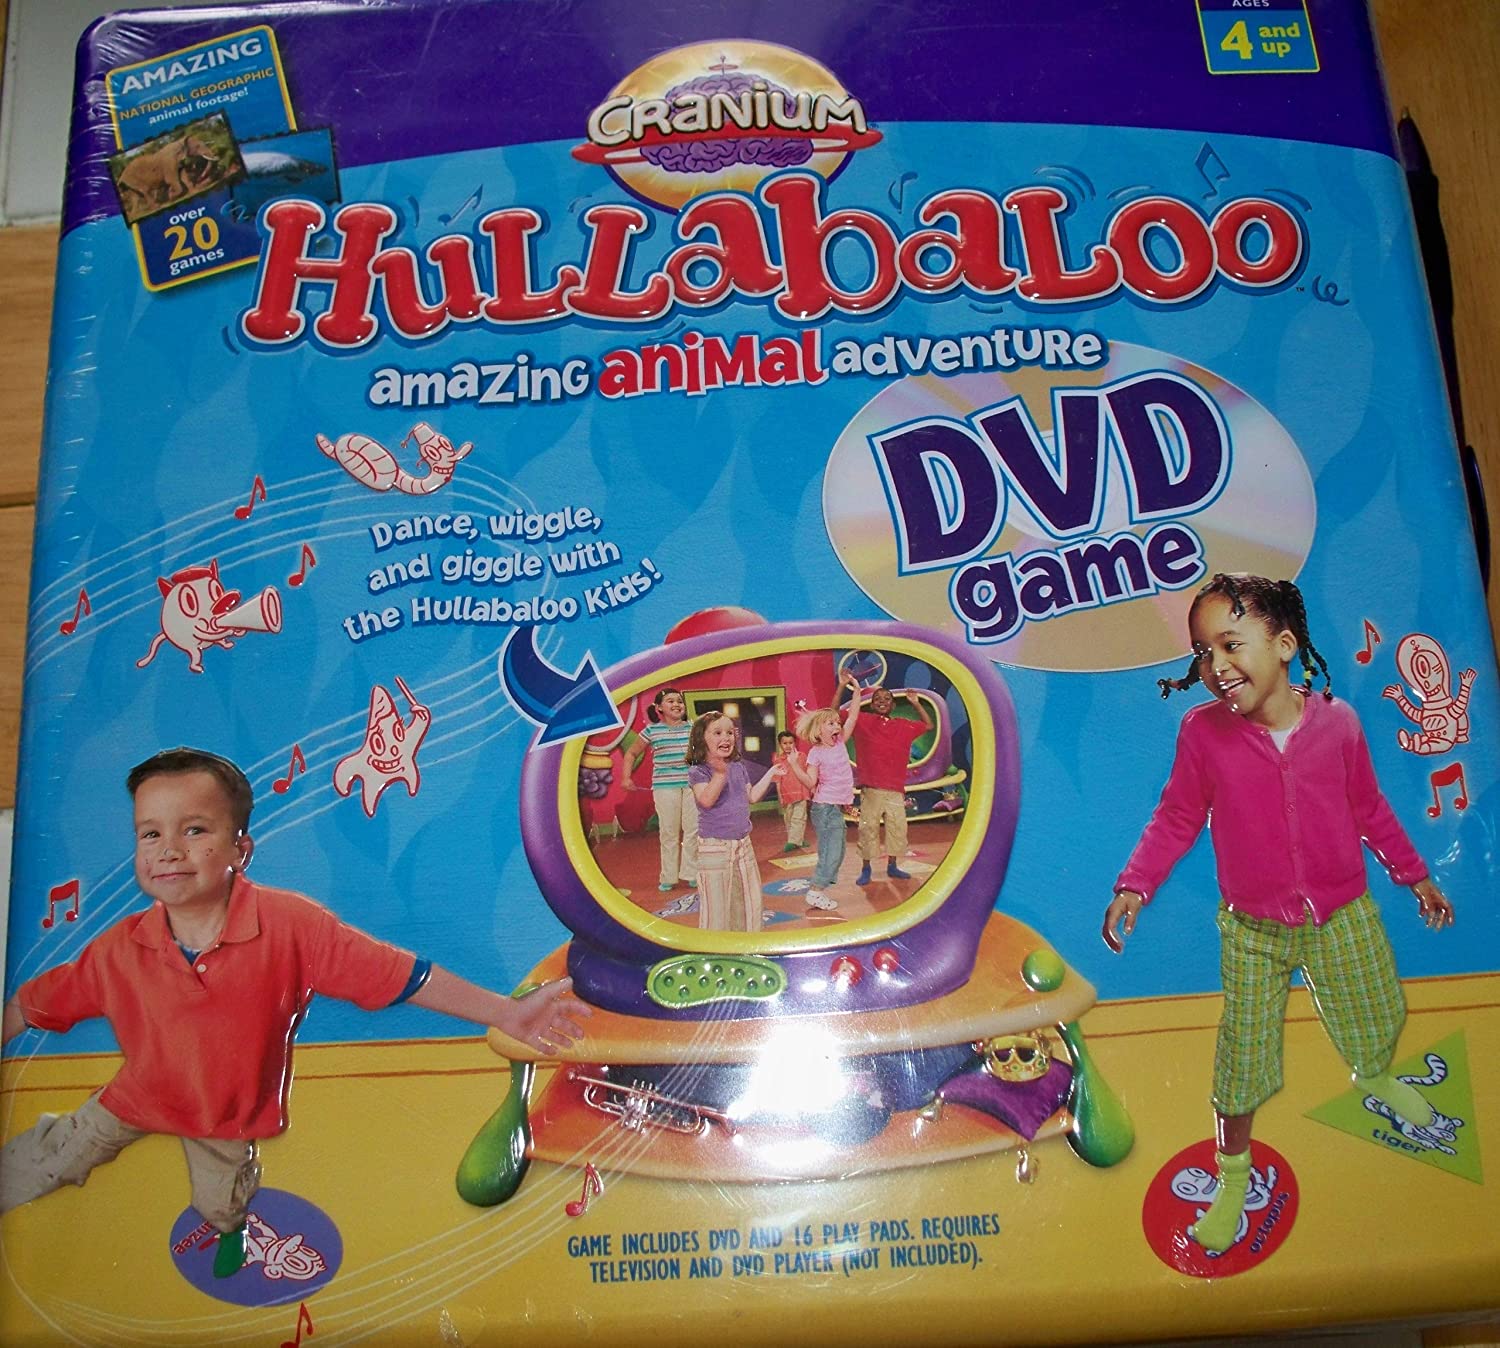 AMAZING
NATIONAL GEOGRAPHIC
animal footage!
over
20
games
AGES
4 and up
CRANIUM
HULLabaLOO
amazing animal adventure
DVD
game
Dance, wiggle,
and giggle with
the Hullabaloo Kids!
tiger
octopus
GAME INCLUDES DVD AND 16 PLAY PADS. REQUIRES
TELEVISION AND DVD PLAYER (NOT INCLUDED).